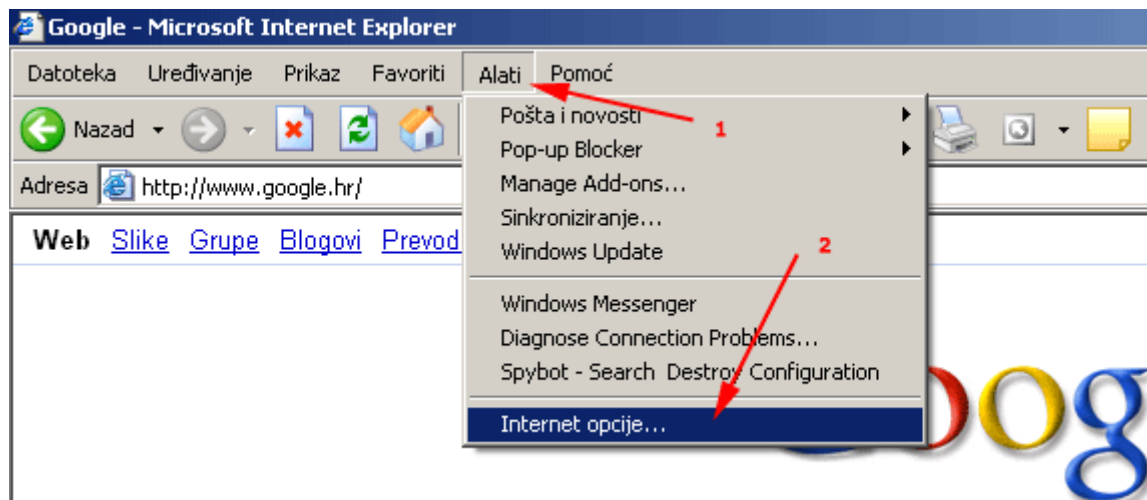 Google - Microsoft Internet Explorer
Datoteka Uređivanje Prikaz Favoriti Alati Pomoć
Nazad
Adresa http://www.google.hr/
Web Slike Grupe Blogovi Prevod
Pošta i novosti
1
Pop-up Blocker
Manage Add-ons...
Sinkroniziranje...
Windows Update
2
Windows Messenger
Diagnose Connection Problems...
Spybot - Search Destroy Configuration
Internet opcije...
oog